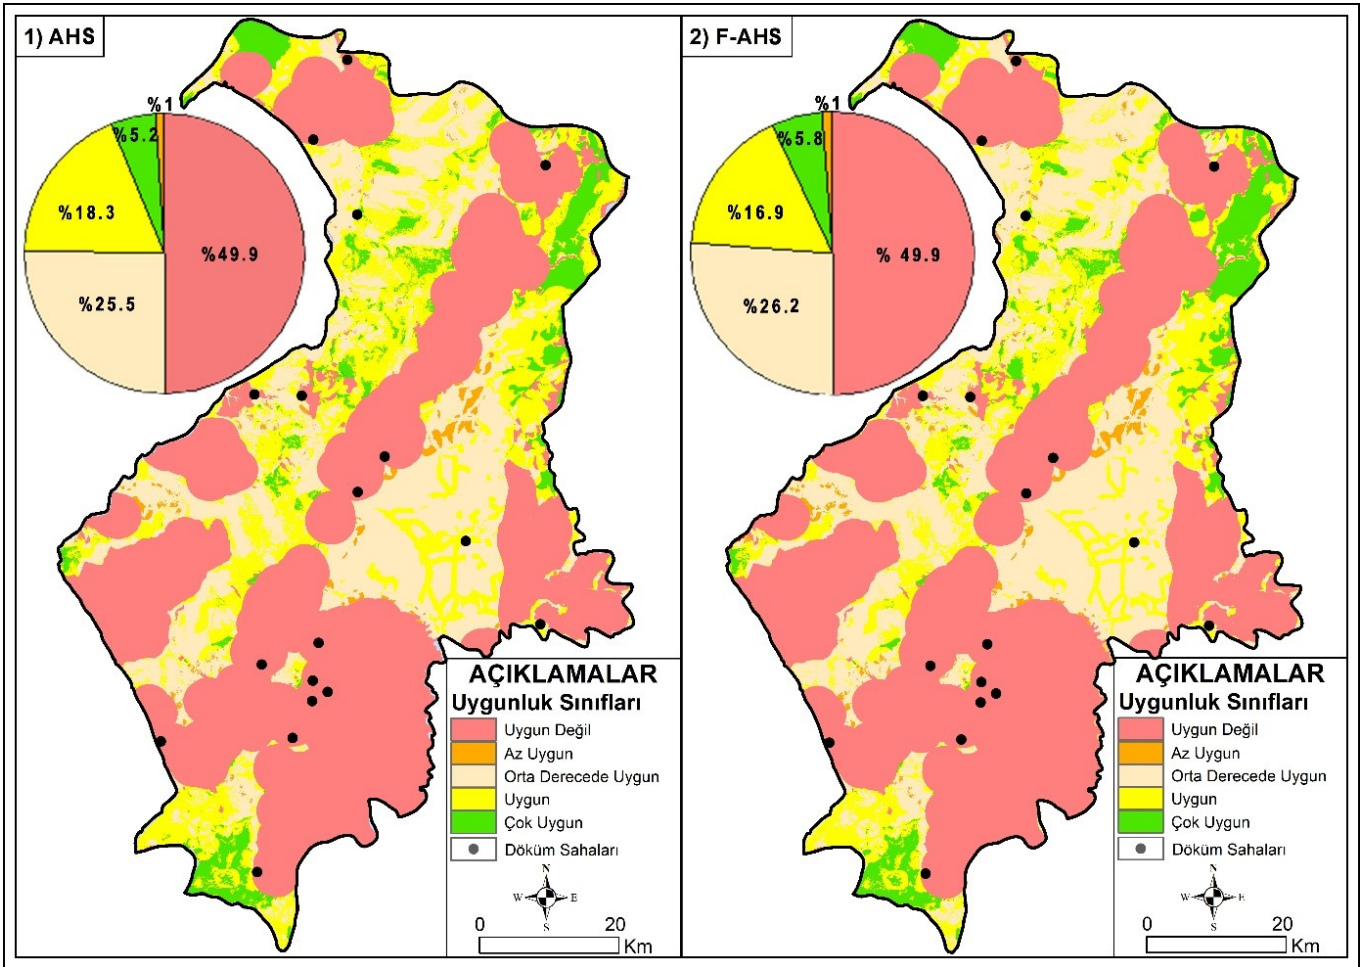 1) AHS
%1
%5.2
%18.3
%49.9
%25.5
AÇIKLAMALAR
Uygunluk Sınıfları
Uygun Değil
Az Uygun
Orta Derecede Uygun
Uygun
Çok Uygun
Döküm Sahaları
N
W E
S
0 20
Km
2) F-AHS
%1
%5.8
%16.9
% 49.9
%26.2
AÇIKLAMALAR
Uygunluk Sınıfları
Uygun Değil
Az Uygun
Orta Derecede Uygun
Uygun
Çok Uygun
Döküm Sahaları
N
W E
S
0 20
Km